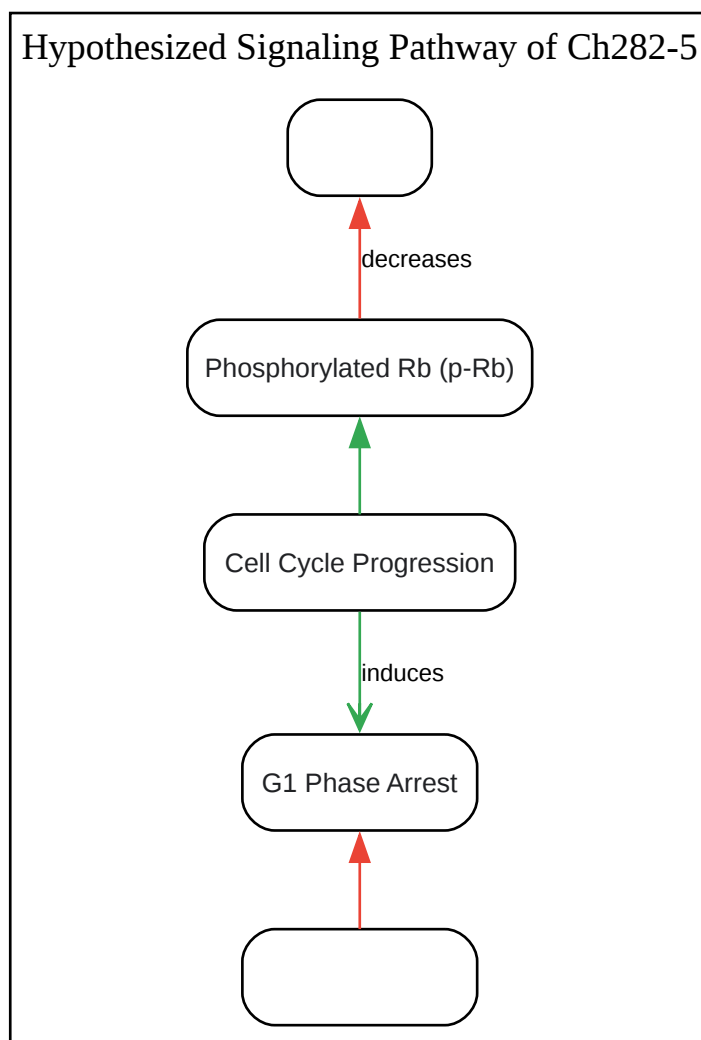 Hypothesized Signaling Pathway of Ch282-5
decreases
Phosphorylated Rb (p-Rb)
Cell Cycle Progression
induces
G1 Phase Arrest